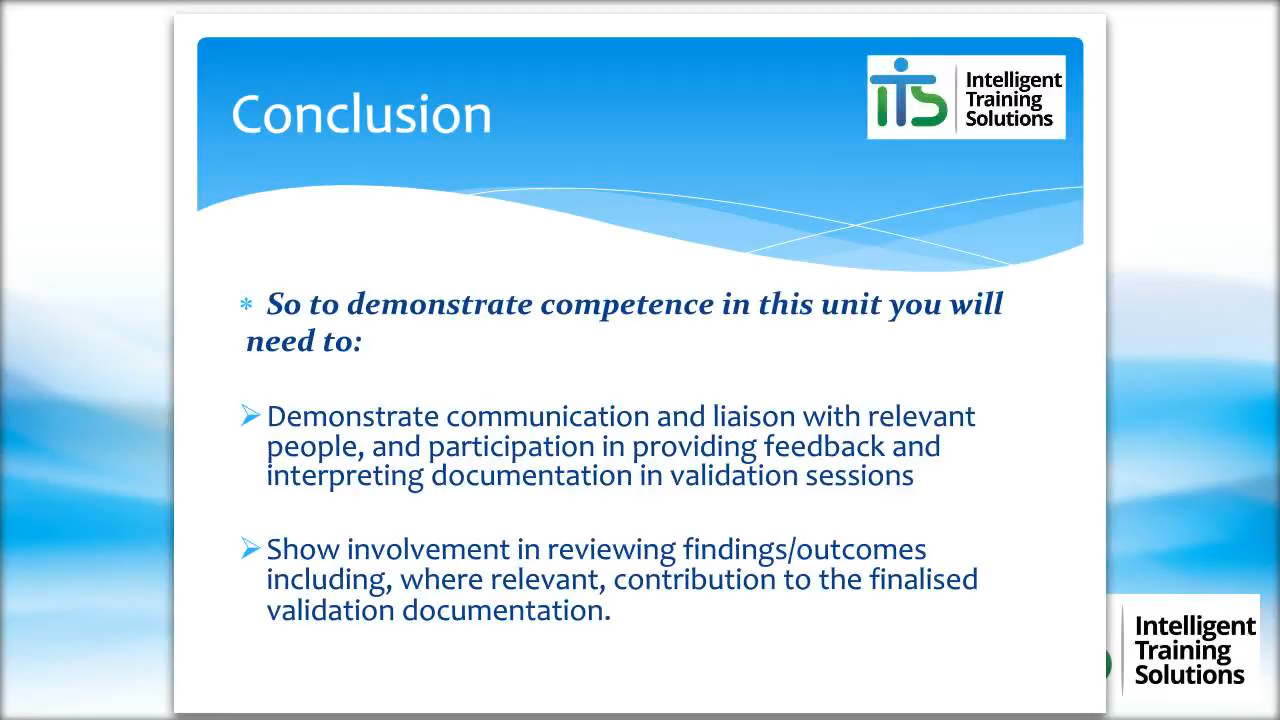 Conclusion
iTS
Intelligent
Training
Solutions
* So to demonstrate competence in this unit you will
need to:
➢ Demonstrate communication and liaison with relevant
people, and participation in providing feedback and
interpreting documentation in validation sessions
➢ Show involvement in reviewing findings/outcomes
including, where relevant, contribution to the finalised
validation documentation.
Intelligent
Training
Solutions